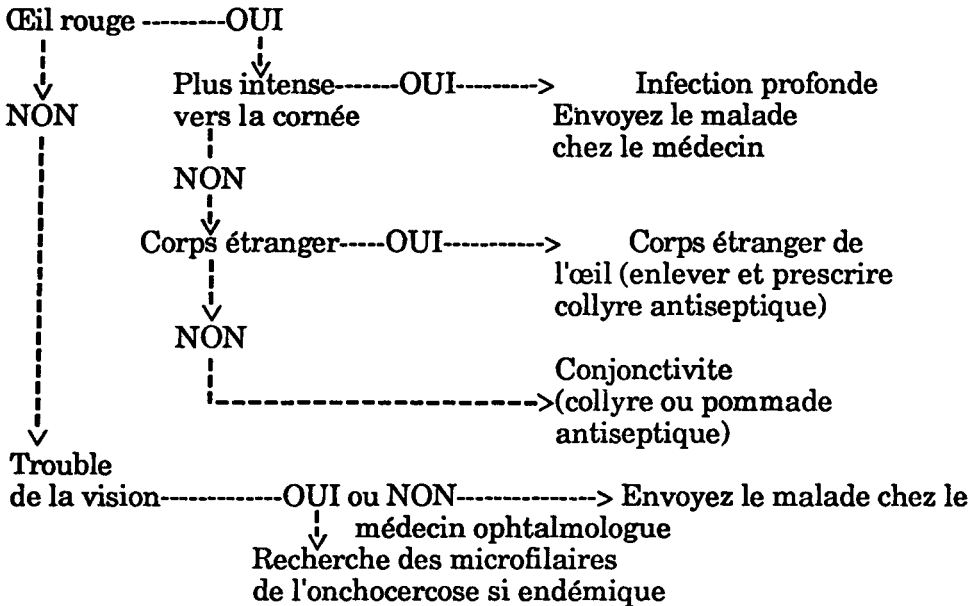 Œil rouge ---------OUI
Plus intense-------OUI---------> Infection profonde
NON vers la cornée Envoyez le malade
chez le médecin
NON
Corps étranger-----OUI-----------> Corps étranger de
l'œil (enlever et prescrire
collyre antiseptique)
NON
Conjonctivite
------------------->(collyre ou pommade
antiseptique)
Trouble
de la vision-------------OUI ou NON---------------> Envoyez le malade chez le
médecin ophtalmologue
Recherche des microfilaires
de l'onchocercose si endémique